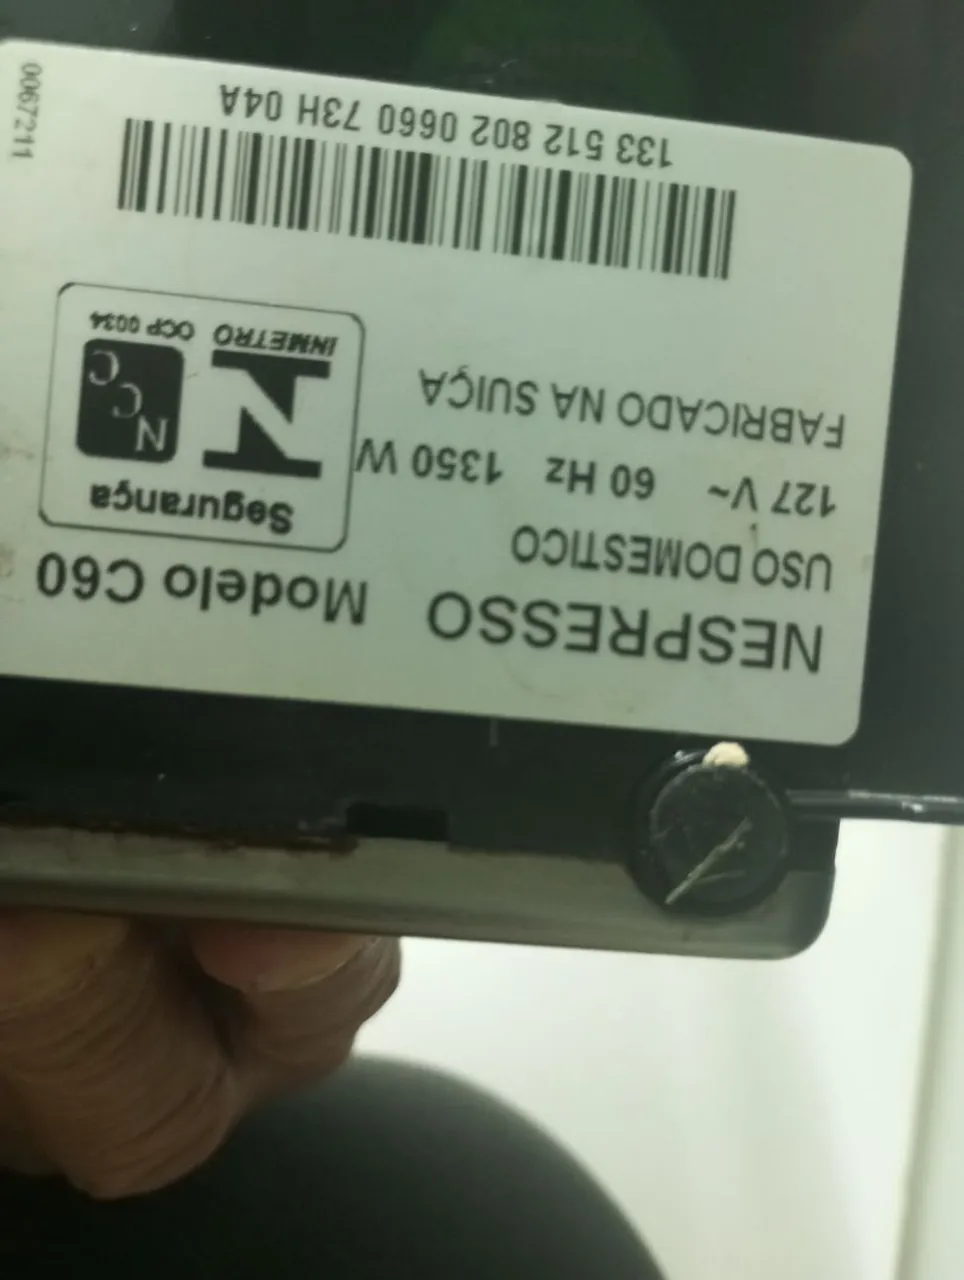 NESPRESSO Modelo C60
USO DOMESTICO
127 V~ 60 Hz 1350 W
FABRICADO NA SUIÇA
Segurança
NCC
INMETRO OCP 0034
133 512 802 0660 73H 04A
0067211